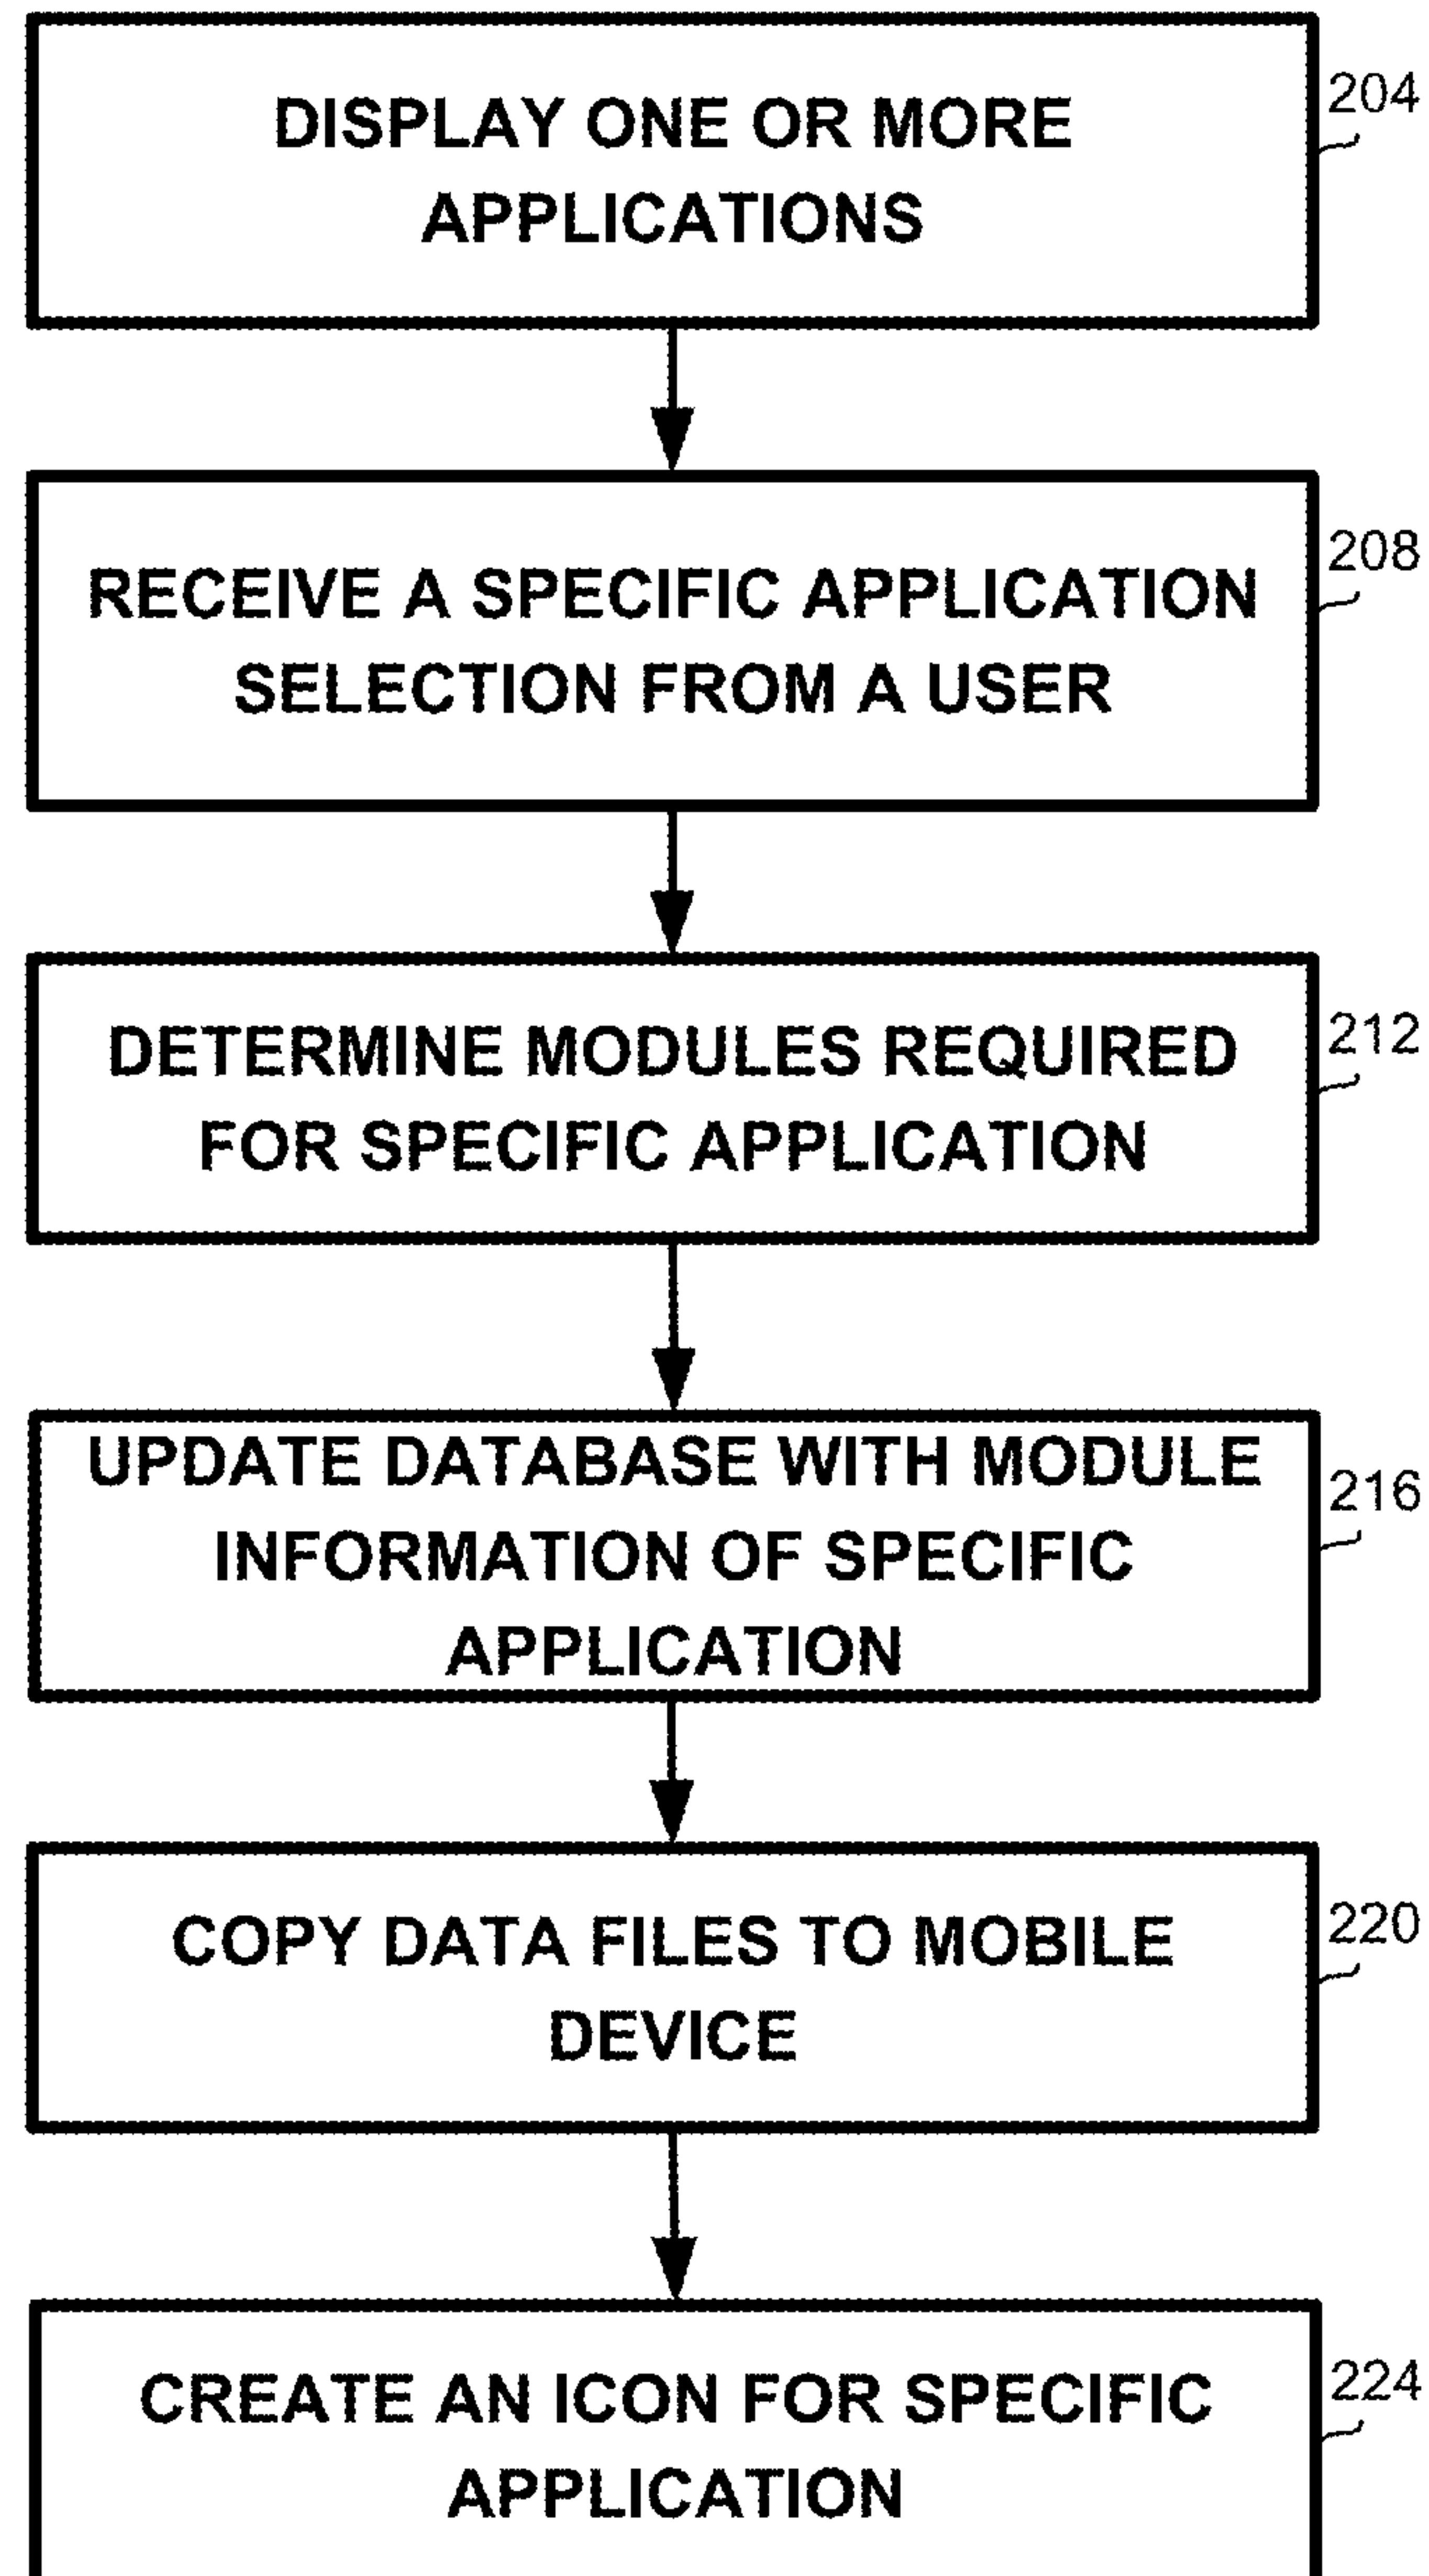 DISPLAY ONE OR MORE
APPLICATIONS
204
RECEIVE A SPECIFIC APPLICATION
SELECTION FROM A USER
208
DETERMINE MODULES REQUIRED
FOR SPECIFIC APPLICATION
212
UPDATE DATABASE WITH MODULE
INFORMATION OF SPECIFIC
APPLICATION
216
COPY DATA FILES TO MOBILE
DEVICE
220
CREATE AN ICON FOR SPECIFIC
APPLICATION
224